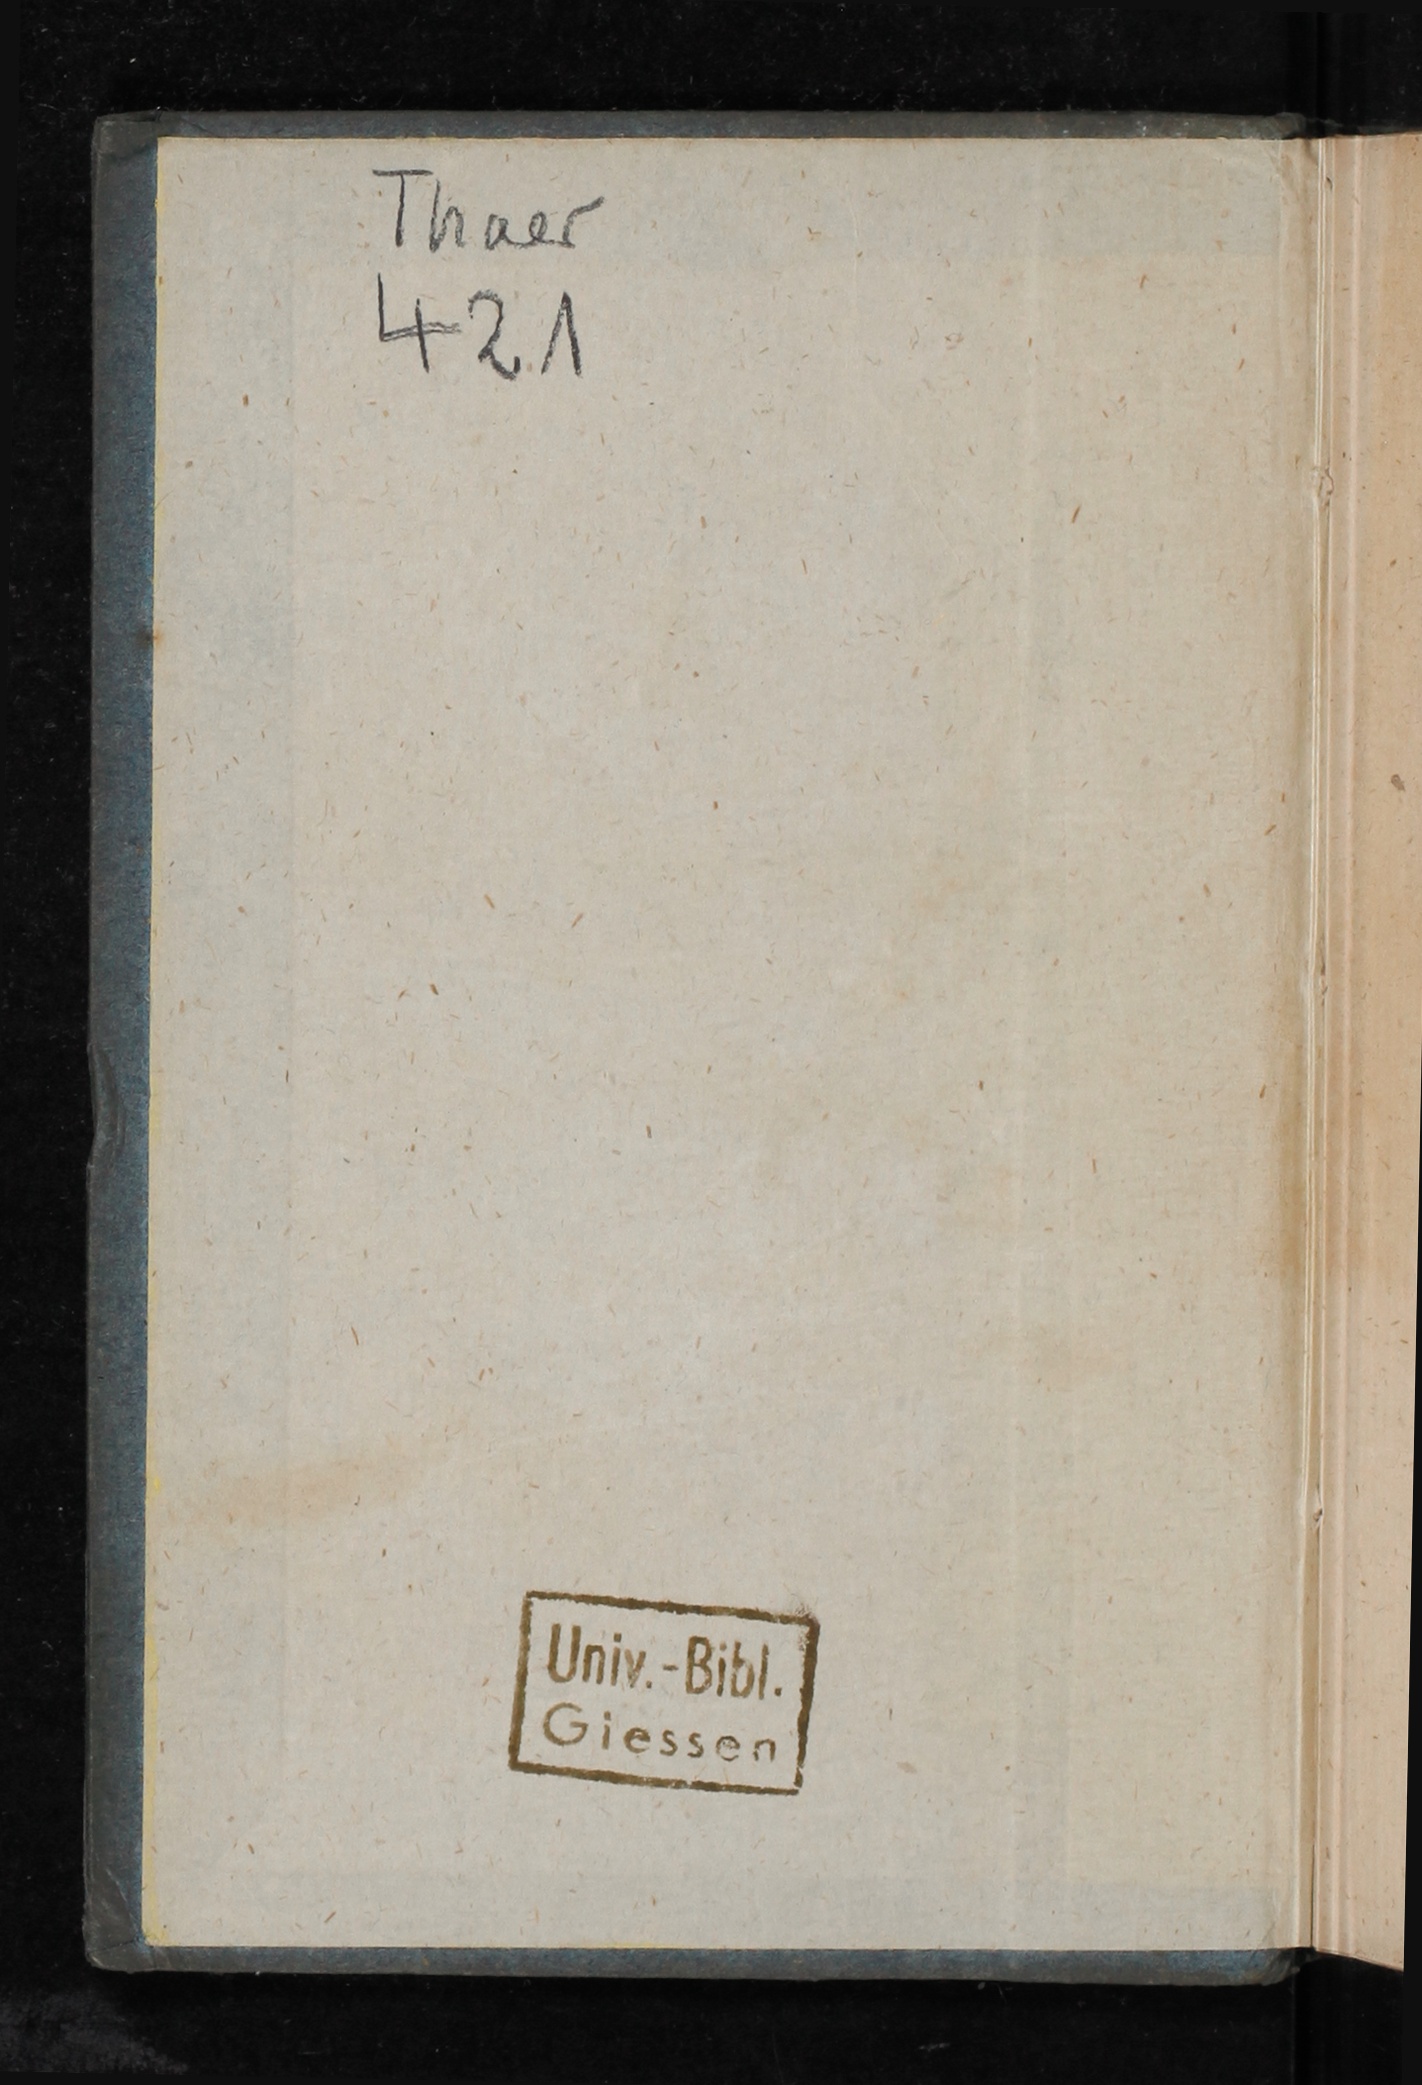 Thaer
421
Univ.-Bibl.
Giessen